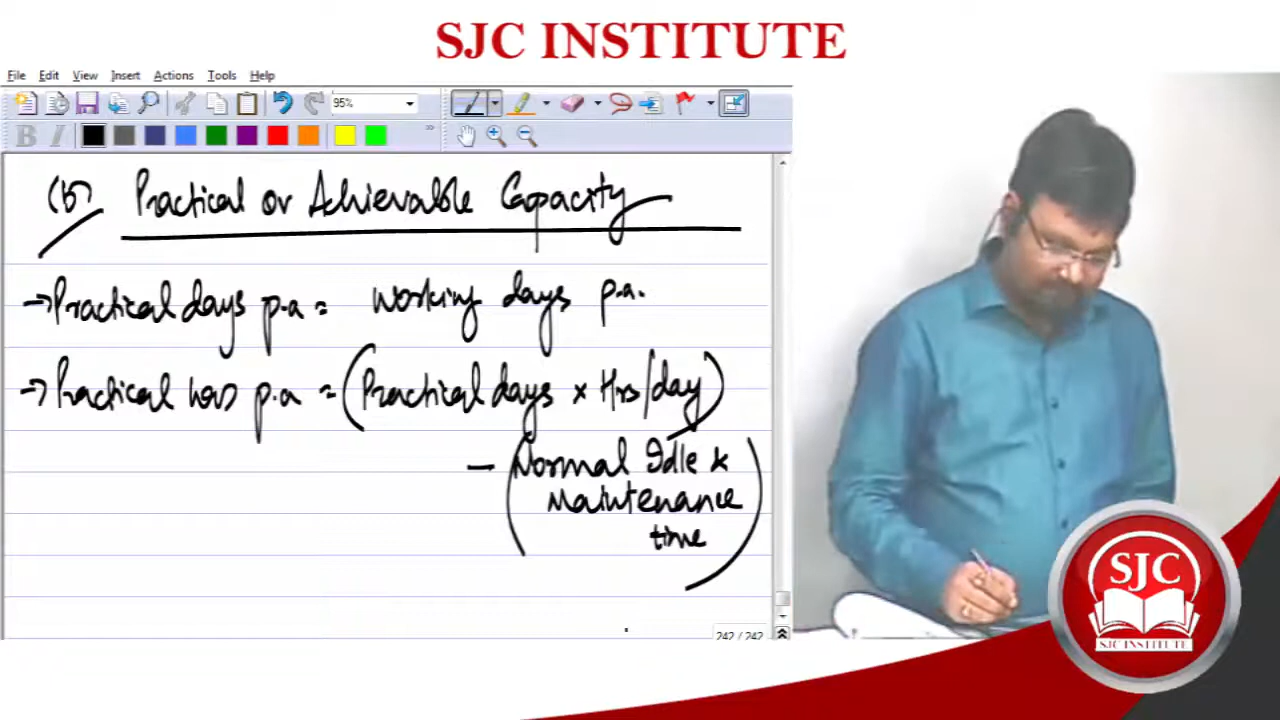 SJC INSTITUTE
File Edit View Insert Actions Tools Help
95%
B I
(b) Practical or Achievable Capacity
→ Practical days p.a = Working days p.a.
→ Practical hrs p.a = (Practical days × Hrs/day)
– (Normal Idle &
Maintenance
time)
242 / 242
SJC
SJC INSTITUTE